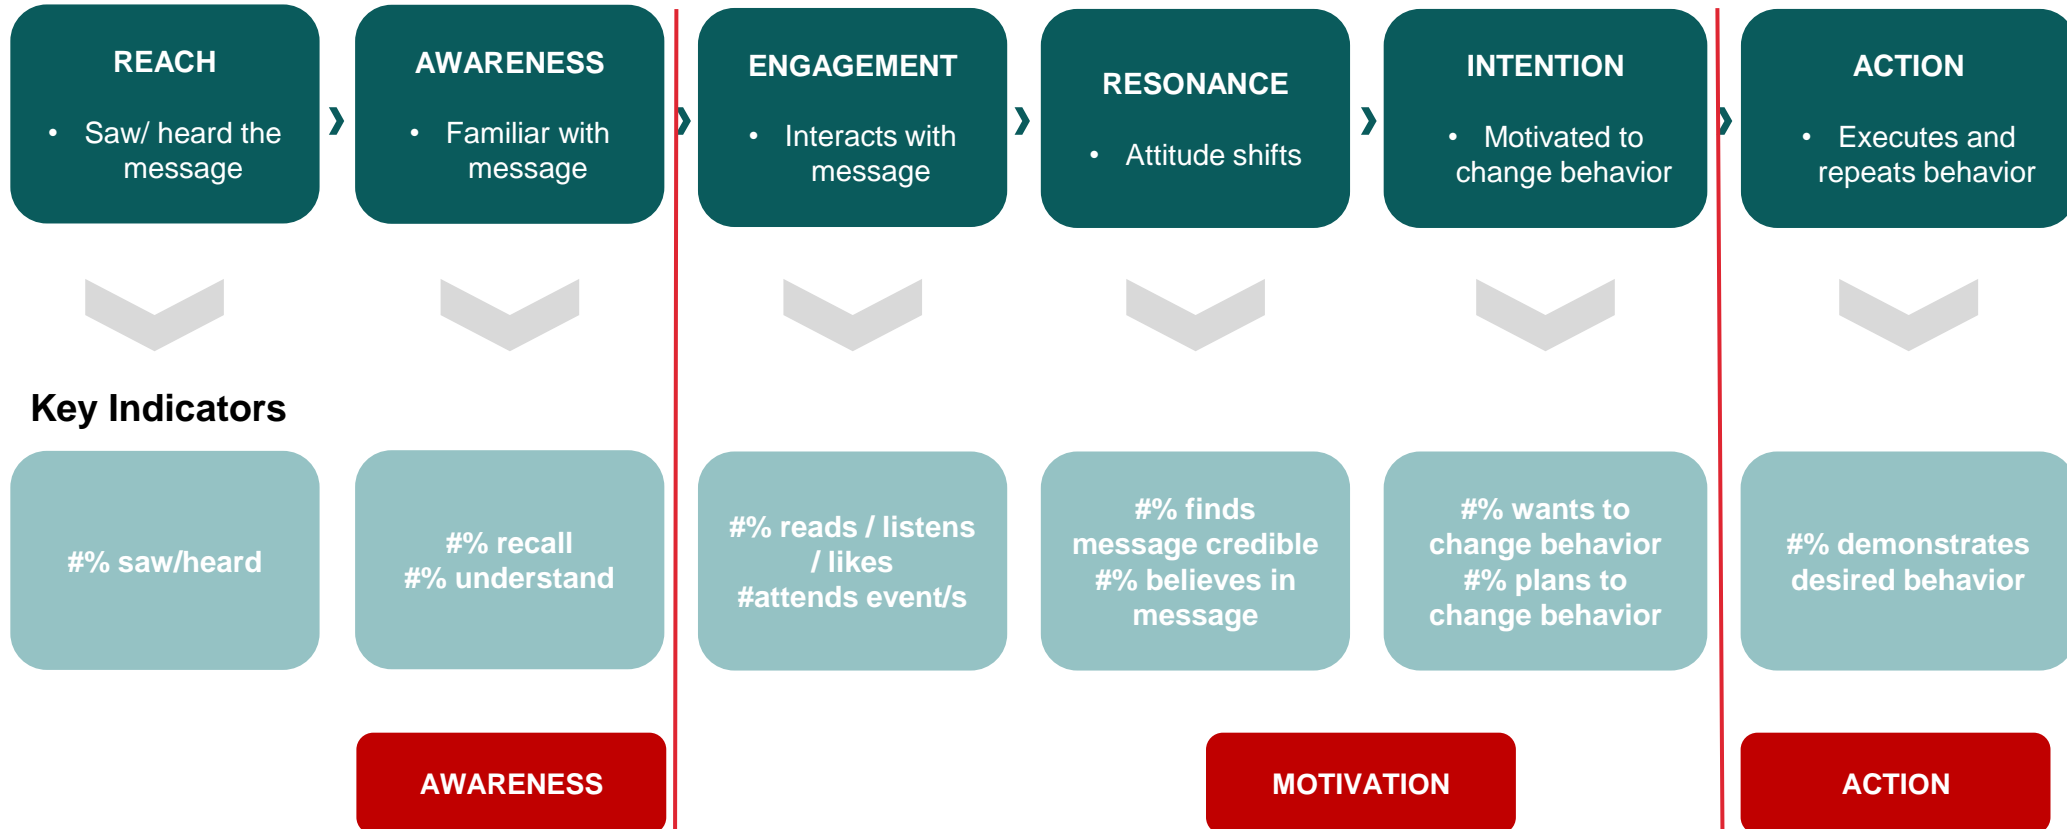 REACH
• Saw/ heard the
message
AWARENESS
• Familiar with
message
ENGAGEMENT
• Interacts with
message
RESONANCE
• Attitude shifts
INTENTION
• Motivated to
change behavior
ACTION
• Executes and
repeats behavior
Key Indicators
#% saw/heard
#% recall
#% understand
#% reads / listens
/ likes
#attends event/s
#% finds
message credible
#% believes in
message
#% wants to
change behavior
#% plans to
change behavior
#% demonstrates
desired behavior
AWARENESS
MOTIVATION
ACTION